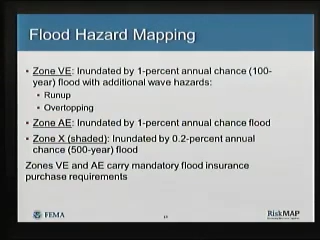 Flood Hazard Mapping
• Zone VE: Inundated by 1-percent annual chance (100-
year) flood with additional wave hazards:
• Runup
• Overtopping
• Zone AE: Inundated by 1-percent annual chance flood
• Zone X (shaded): Inundated by 0.2-percent annual
chance (500-year) flood
Zones VE and AE carry mandatory flood insurance
purchase requirements
FEMA
RiskMAP